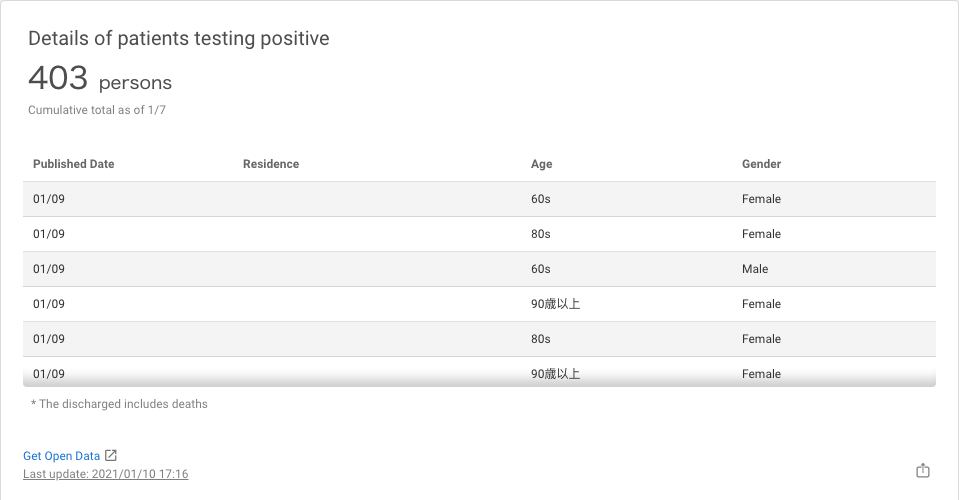 Details of patients testing positive
403 persons
Cumulative total as of 1/7
Published Date Residence Age Gender
01/09 60s Female
01/09 80s Female
01/09 60s Male
01/09 90歳以上 Female
01/09 80s Female
01/09 90歳以上 Female
* The discharged includes deaths
Get Open Data
Last update: 2021/01/10 17:16